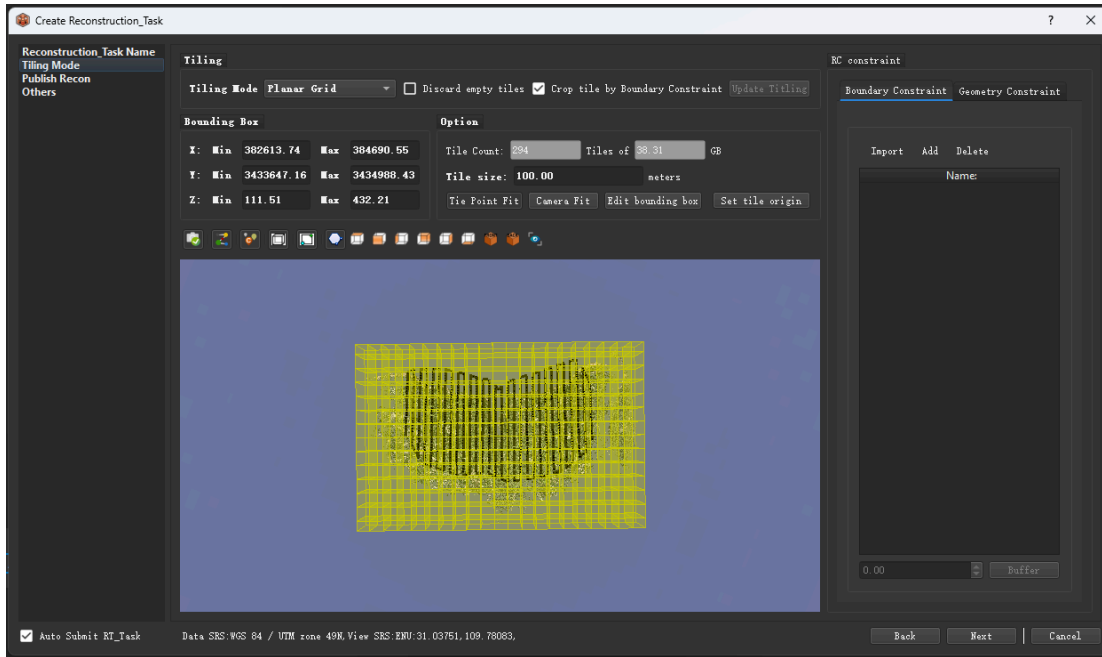 Create Reconstruction_Task ? ×
Reconstruction_Task Name
Tiling Mode
Publish Recon
Others
Tiling
Tiling Mode Planar Grid Discard empty tiles Crop tile by Boundary Constraint Update Titling
Bounding Box
X: Min 382613.74 Max 384690.55
Y: Min 3433647.16 Max 3434988.43
Z: Min 111.51 Max 432.21
Option
Tile Count: 294 Tiles of 38.31 GB
Tile size: 100.00 meters
Tie Point Fit Camera Fit Edit bounding box Set tile origin
RC constraint
Boundary Constraint Geometry Constraint
Import Add Delete
Name:
0.00 Buffer
Auto Submit RT_Task Data SRS:WGS 84 / UTM zone 49N,View SRS:ENU:31.03751,109.78083, Back Next Cancel